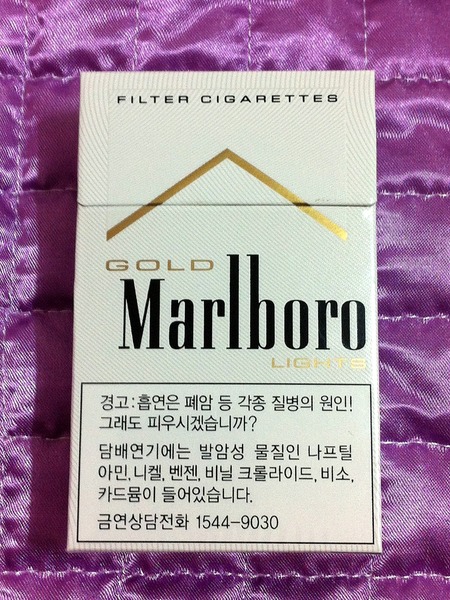 FILTER CIGARETTES
GOLD
Marlboro
LIGHTS
경고:흡연은 폐암 등 각종 질병의 원인!
그래도 피우시겠습니까?
담배연기에는 발암성 물질인 나프틸
아민, 니켈, 벤젠, 비닐 크롤라이드, 비소,
카드뮴이 들어있습니다.
금연상담전화 1544-9030